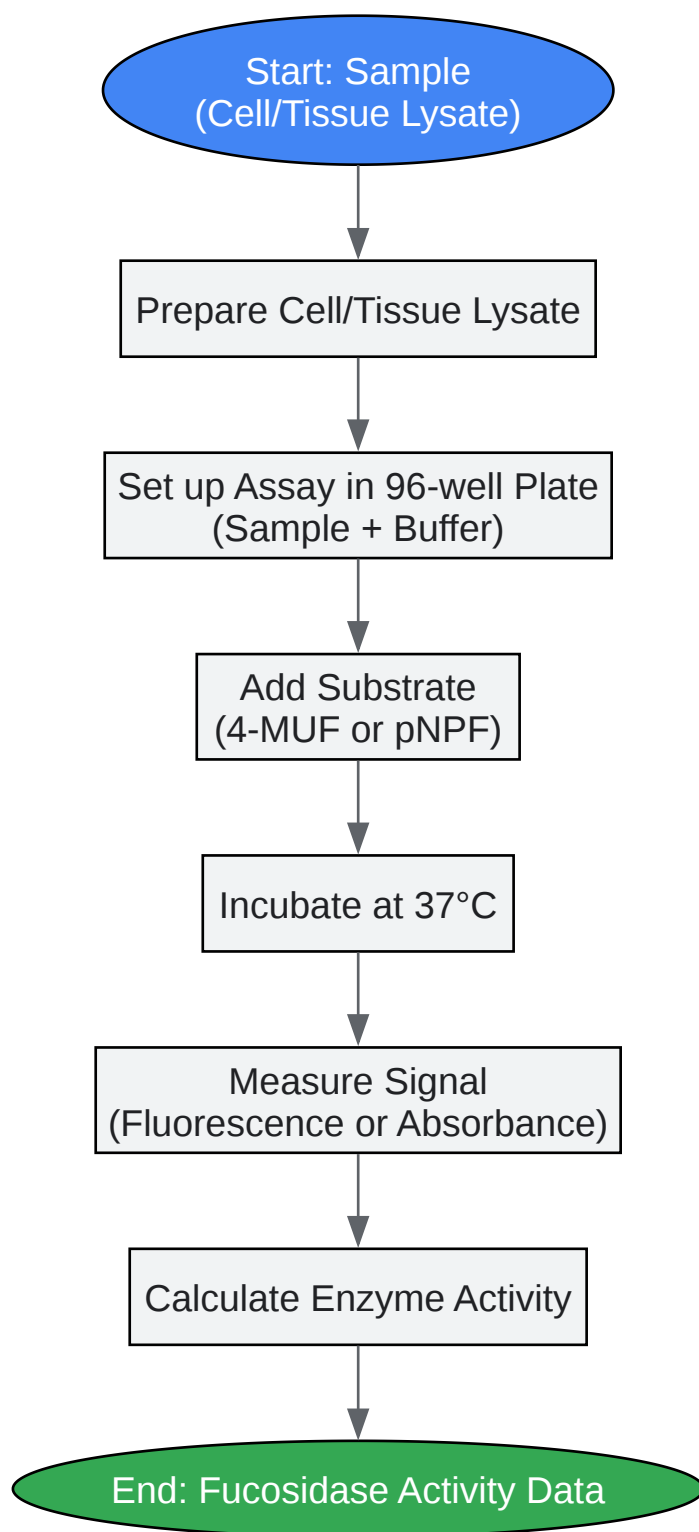 Start: Sample
(Cell/Tissue Lysate)
Prepare Cell/Tissue Lysate
Set up Assay in 96-well Plate
(Sample + Buffer)
Add Substrate
(4-MUF or pNPF)
Incubate at 37°C
Measure Signal
(Fluorescence or Absorbance)
Calculate Enzyme Activity
End: Fucosidase Activity Data